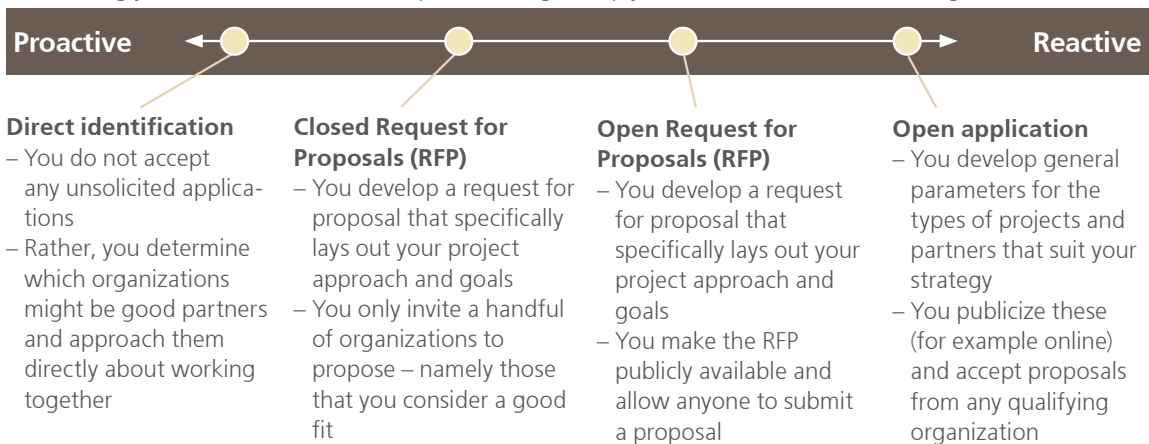 Proactive
Reactive
Direct identification
– You do not accept
any unsolicited applica-
tions
– Rather, you determine
which organizations
might be good partners
and approach them
directly about working
together
Closed Request for
Proposals (RFP)
– You develop a request for
proposal that specifically
lays out your project
approach and goals
– You only invite a handful
of organizations to
propose – namely those
that you consider a good
fit
Open Request for
Proposals (RFP)
– You develop a request
for proposal that
specifically lays out your
project approach and
goals
– You make the RFP
publicly available and
allow anyone to submit
a proposal
Open application
– You develop general
parameters for the
types of projects and
partners that suit your
strategy
– You publicize these
(for example online)
and accept proposals
from any qualifying
organization